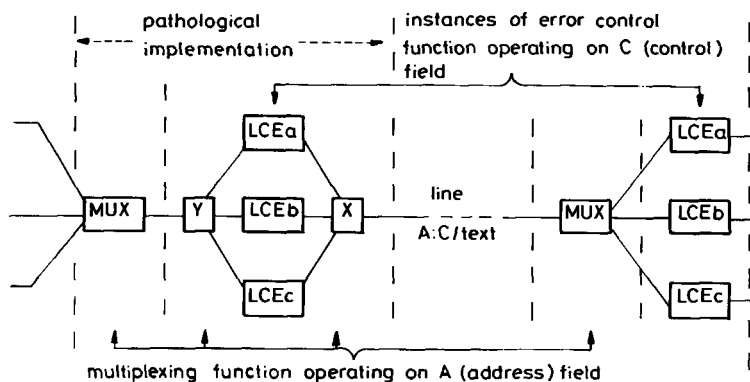 pathological
implementation
instances of error control
function operating on C (control)
field
LCEa
LCEa
MUX
Y
LCEb
X
line
A:C/text
MUX
LCEb
LCEc
LCEc
multiplexing function operating on A (address) field